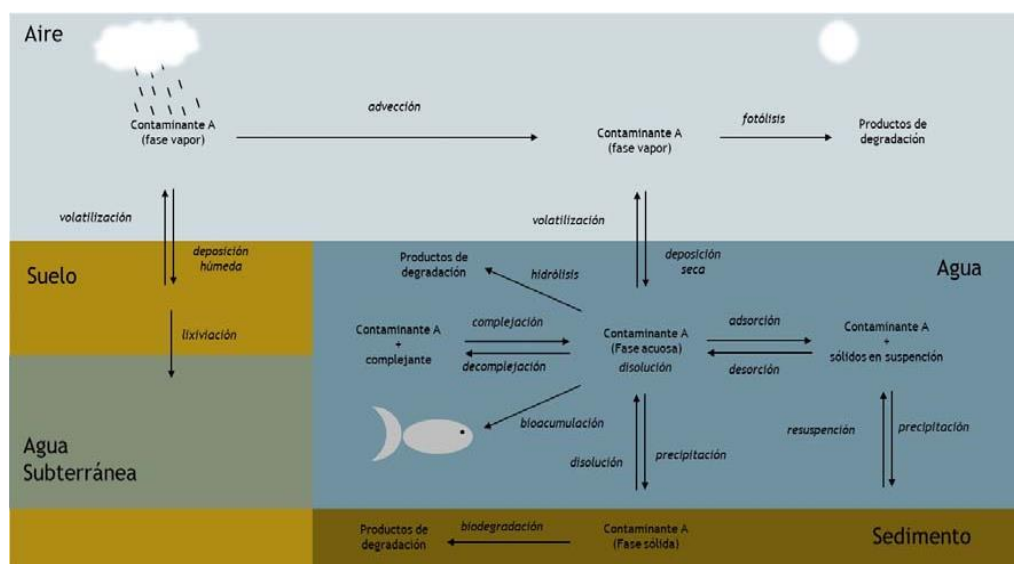 Aire
advección
Contaminante A
(fase vapor)
Contaminante A
(fase vapor)
fotólisis
Productos de
degradación
volatilización
deposición
húmeda
volatilización
deposición
seca
Suelo
Agua
Productos de
degradación
hidrólisis
lixiviación
Contaminante A
+
complejante
complejación
decomplejación
Contaminante A
(Fase acuosa)
disolución
adsorción
desorción
Contaminante A
+
sólidos en suspención
bioacumulación
disolución
precipitación
resuspención
precipitación
Agua
Subterránea
Productos de
degradación
biodegradación
Contaminante A
(Fase sólida)
Sedimento